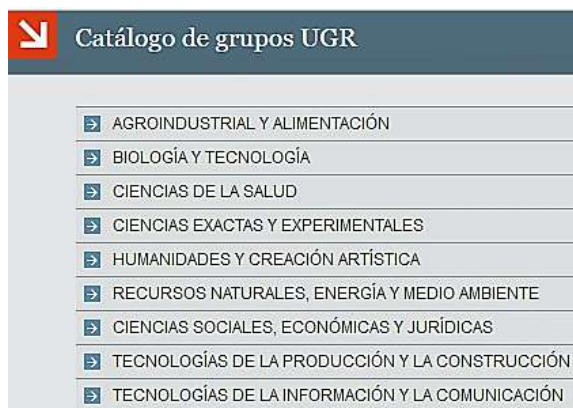 Catálogo de grupos UGR
AGROINDUSTRIAL Y ALIMENTACIÓN
BIOLOGÍA Y TECNOLOGÍA
CIENCIAS DE LA SALUD
CIENCIAS EXACTAS Y EXPERIMENTALES
HUMANIDADES Y CREACIÓN ARTÍSTICA
RECURSOS NATURALES, ENERGÍA Y MEDIO AMBIENTE
CIENCIAS SOCIALES, ECONÓMICAS Y JURÍDICAS
TECNOLOGÍAS DE LA PRODUCCIÓN Y LA CONSTRUCCIÓN
TECNOLOGÍAS DE LA INFORMACIÓN Y LA COMUNICACIÓN